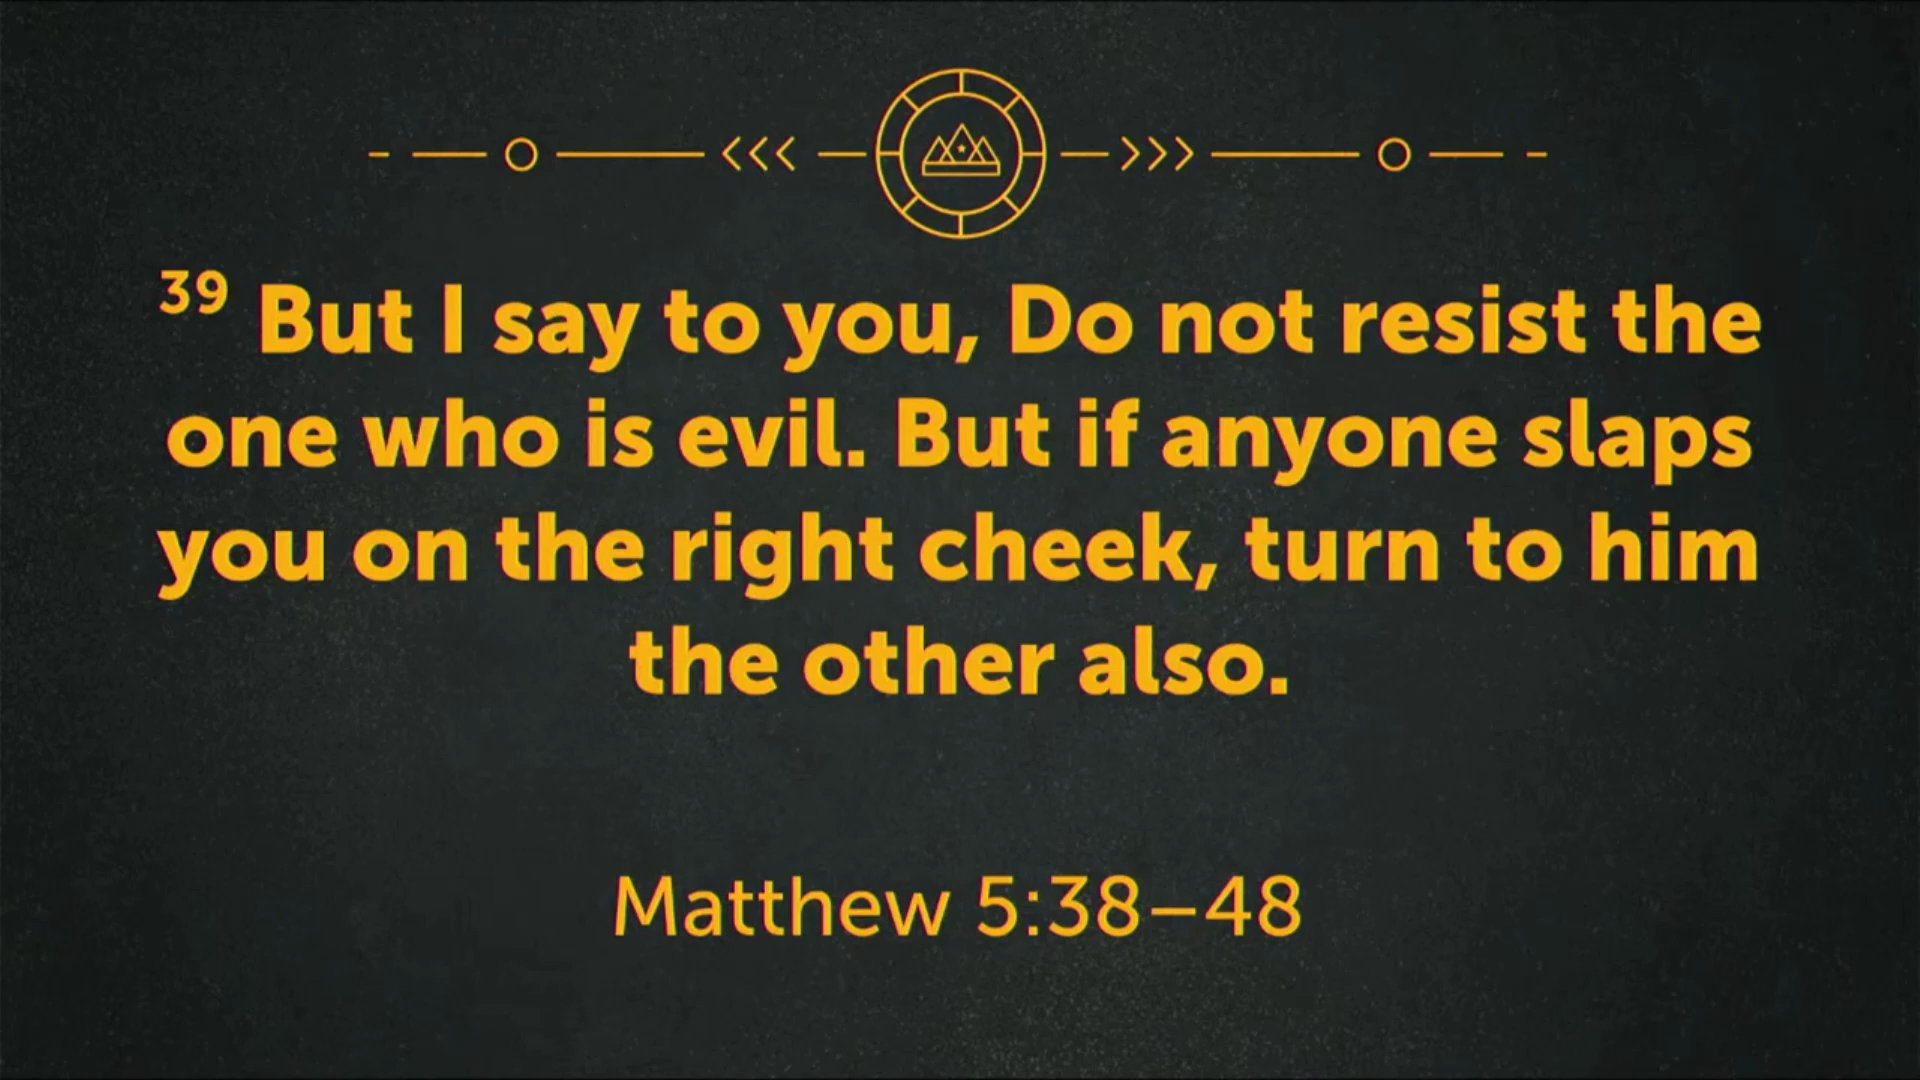 39 But I say to you, Do not resist the
one who is evil. But if anyone slaps
you on the right cheek, turn to him
the other also.
Matthew 5:38–48